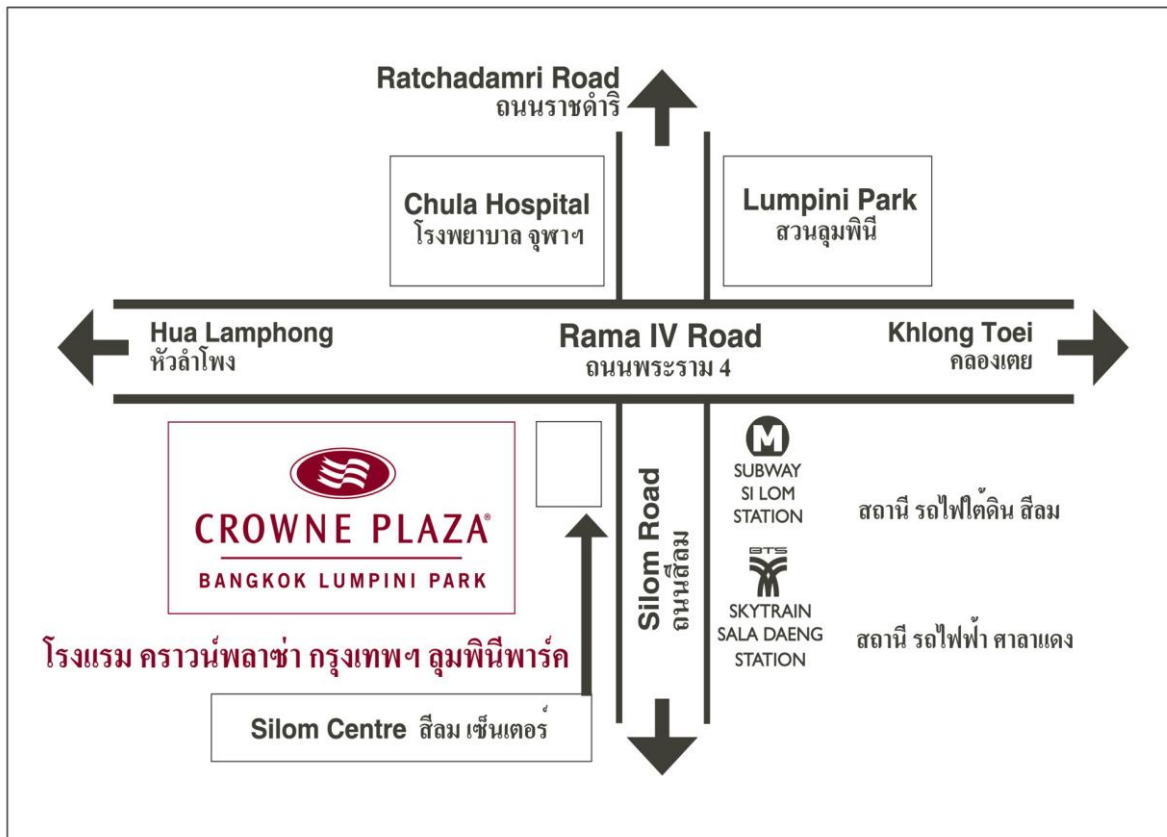 Ratchadamri Road
ถนนราชดำริ
Chula Hospital
โรงพยาบาล จุฬาฯ
Lumpini Park
สวนลุมพินี
Hua Lamphong
หัวลำโพง
Rama IV Road
ถนนพระราม 4
Khlong Toei
คลองเตย
CROWNE PLAZA®
BANGKOK LUMPINI PARK
โรงแรม คราวน์พลาซ่า กรุงเทพฯ ลุมพินีพาร์ค
Silom Centre สีลม เซ็นเตอร์
Silom Road
ถนนสีลม
M
SUBWAY
SI LOM
STATION
สถานี รถไฟใต้ดิน สีลม
BTS
SKYTRAIN
SALA DAENG
STATION
สถานี รถไฟฟ้า ศาลาแดง